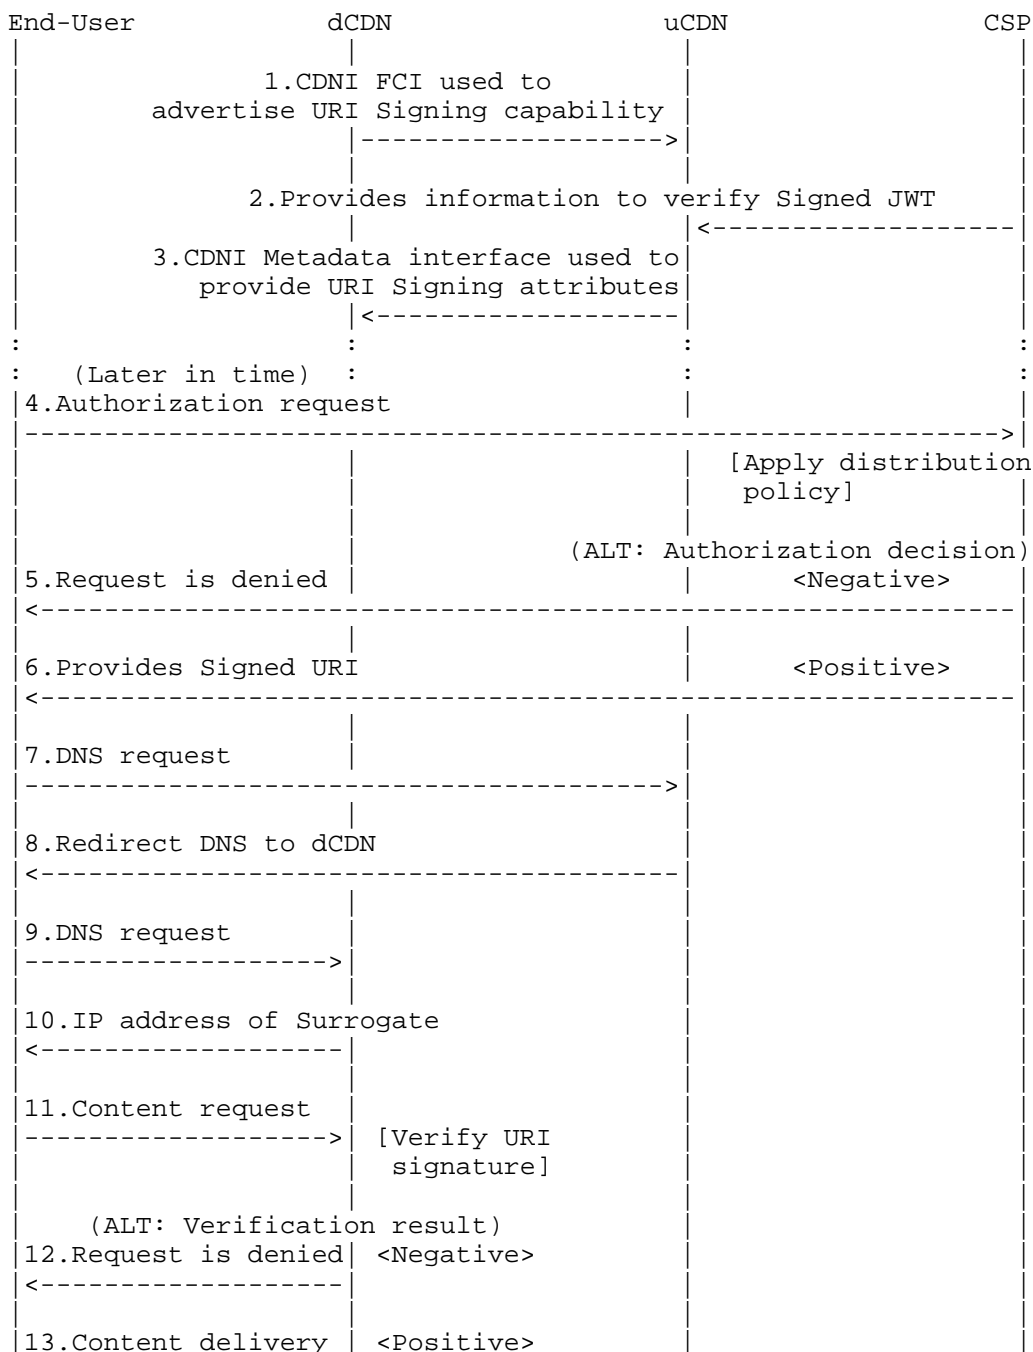 End-User dCDN uCDN CSP
1.CDNI FCI used to
advertise URI Signing capability
2.Provides information to verify Signed JWT
3.CDNI Metadata interface used to
provide URI Signing attributes
(Later in time)
4.Authorization request
[Apply distribution
policy]
(ALT: Authorization decision)
5.Request is denied <Negative>
6.Provides Signed URI <Positive>
7.DNS request
8.Redirect DNS to dCDN
9.DNS request
10.IP address of Surrogate
11.Content request
[Verify URI
signature]
(ALT: Verification result)
12.Request is denied <Negative>
13.Content delivery <Positive>